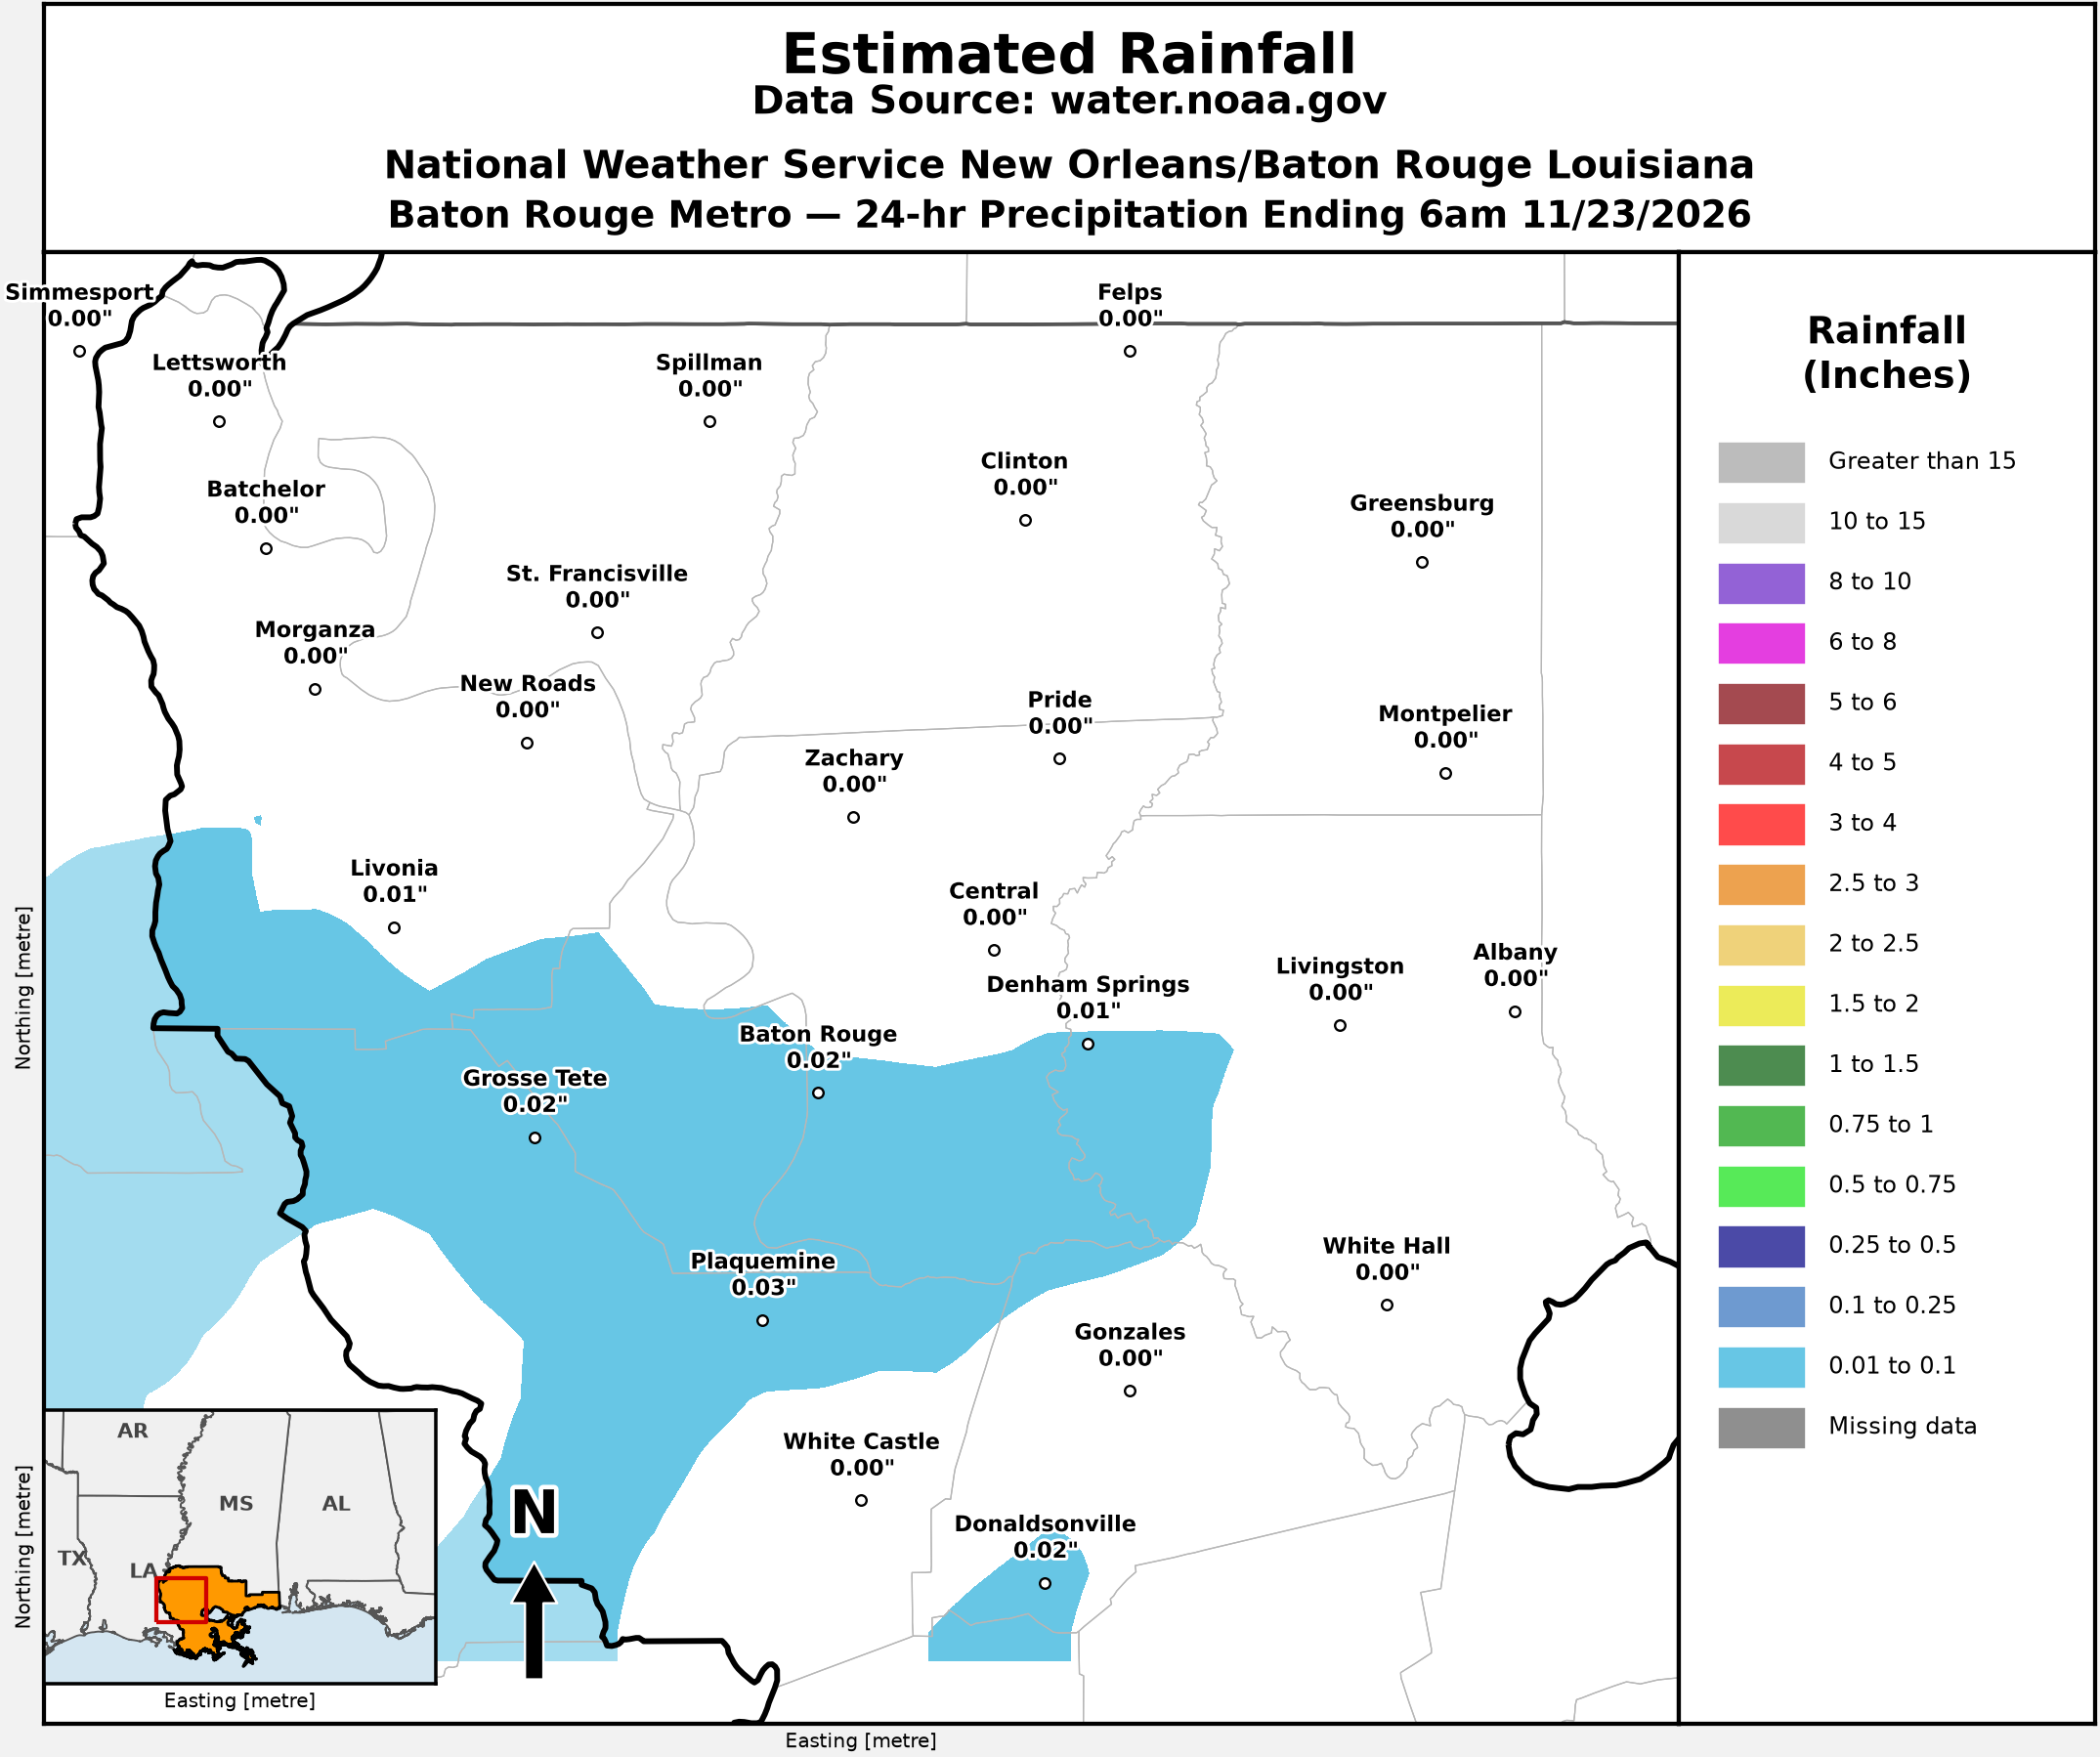 Estimated Rainfall
Data Source: water.noaa.gov
National Weather Service New Orleans/Baton Rouge Louisiana
Baton Rouge Metro — 24-hr Precipitation Ending 6am 11/23/2026
Simmesport
0.00"
Felps
0.00"
Lettsworth
0.00"
Spillman
0.00"
Clinton
0.00"
Batchelor
0.00"
Greensburg
0.00"
St. Francisville
0.00"
Morganza
0.00"
New Roads
0.00"
Pride
0.00"
Montpelier
0.00"
Zachary
0.00"
Livonia
0.01"
Central
0.00"
Albany
0.00"
Livingston
0.00"
Denham Springs
0.01"
Baton Rouge
0.02"
Grosse Tete
0.02"
White Hall
0.00"
Plaquemine
0.03"
Gonzales
0.00"
White Castle
0.00"
Donaldsonville
0.02"
N
Rainfall
(Inches)
Greater than 15
10 to 15
8 to 10
6 to 8
5 to 6
4 to 5
3 to 4
2.5 to 3
2 to 2.5
1.5 to 2
1 to 1.5
0.75 to 1
0.5 to 0.75
0.25 to 0.5
0.1 to 0.25
0.01 to 0.1
Missing data
AR
MS
AL
TX
LA
Northing [metre]
Northing [metre]
Easting [metre]
Easting [metre]